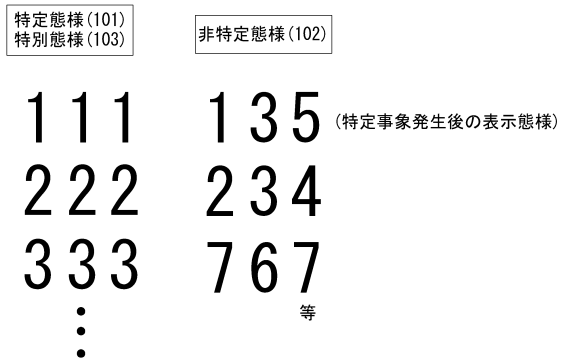 特定態様(101)
特別態様(103)
非特定態様(102)
111 135 (特定事象発生後の表示態様)
222 234
333 767
等